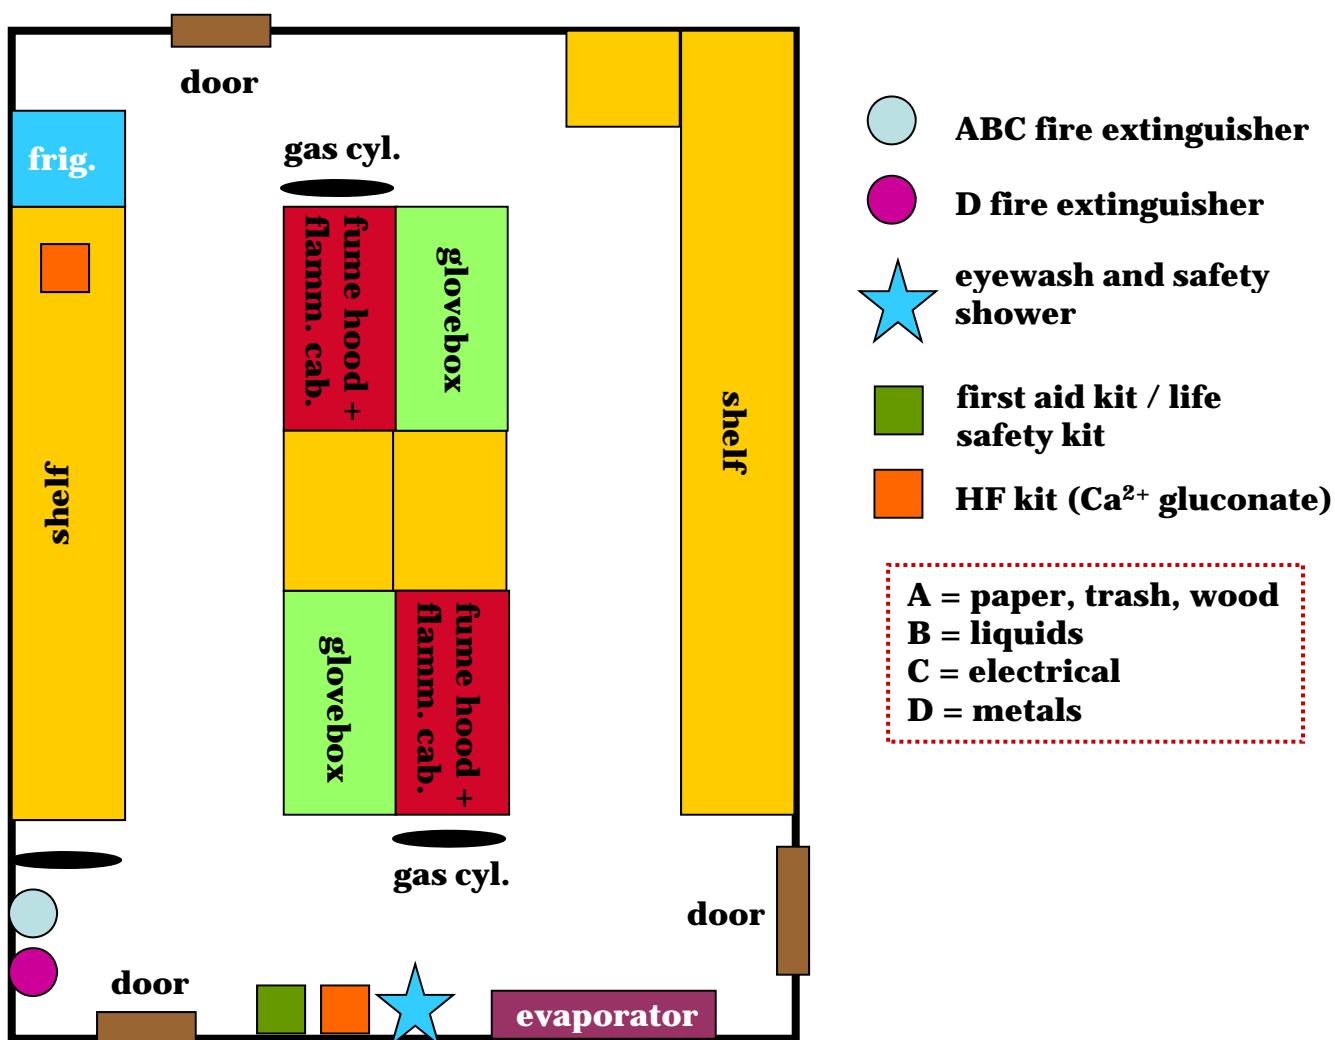 door
frig.
gas cyl.
fume hood +
flamm. cab.
glovebox
shelf
shelf
glovebox
fume hood +
flamm. cab.
gas cyl.
door
door
evaporator
ABC fire extinguisher
D fire extinguisher
eyewash and safety
shower
first aid kit / life
safety kit
HF kit (Ca²⁺ gluconate)
A = paper, trash, wood
B = liquids
C = electrical
D = metals